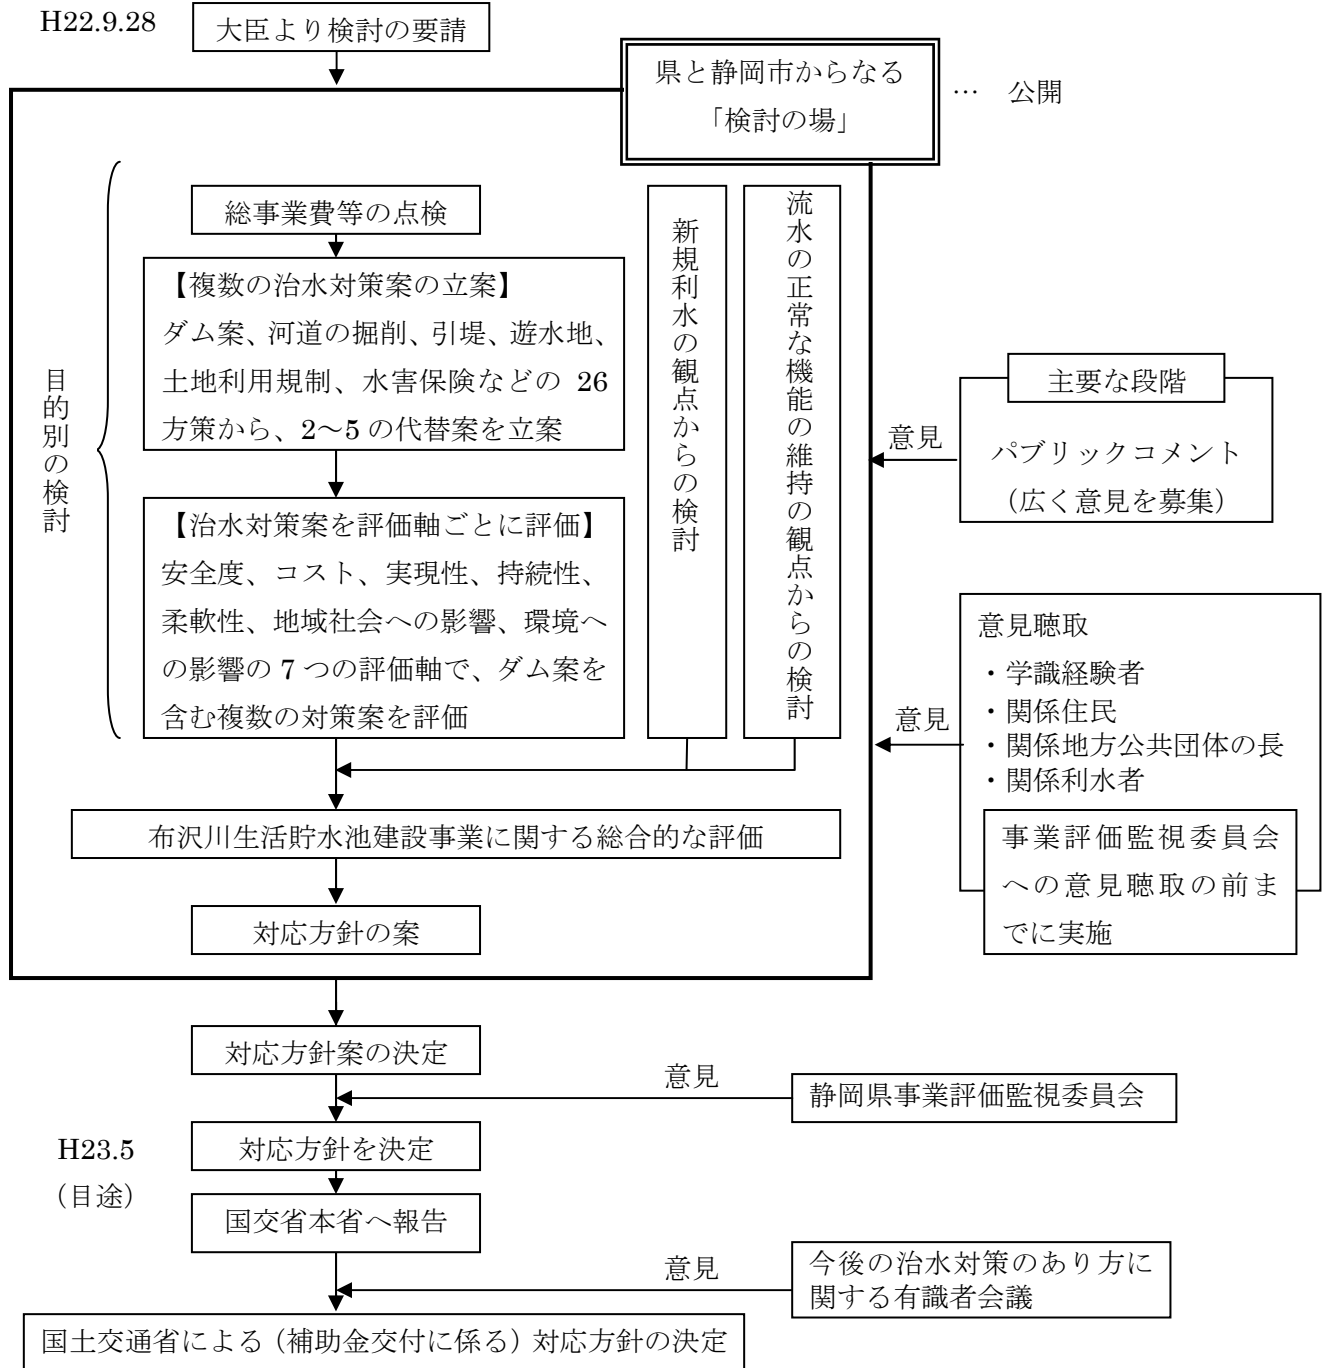 H22.9.28
大臣より検討の要請
県と静岡市からなる
「検討の場」
… 公開
目的別の検討
総事業費等の点検
【複数の治水対策案の立案】
ダム案、河道の掘削、引堤、遊水地、
土地利用規制、水害保険などの 26
方策から、2～5 の代替案を立案
【治水対策案を評価軸ごとに評価】
安全度、コスト、実現性、持続性、
柔軟性、地域社会への影響、環境へ
の影響の 7 つの評価軸で、ダム案を
含む複数の対策案を評価
新規利水の観点からの検討
流水の正常な機能の維持の観点からの検討
意見
主要な段階
パブリックコメント
（広く意見を募集）
意見
意見聴取
・学識経験者
・関係住民
・関係地方公共団体の長
・関係利水者
事業評価監視委員会
への意見聴取の前ま
でに実施
布沢川生活貯水池建設事業に関する総合的な評価
対応方針の案
対応方針案の決定
意見
静岡県事業評価監視委員会
H23.5
（目途）
対応方針を決定
国交省本省へ報告
意見
今後の治水対策のあり方に
関する有識者会議
国土交通省による（補助金交付に係る）対応方針の決定